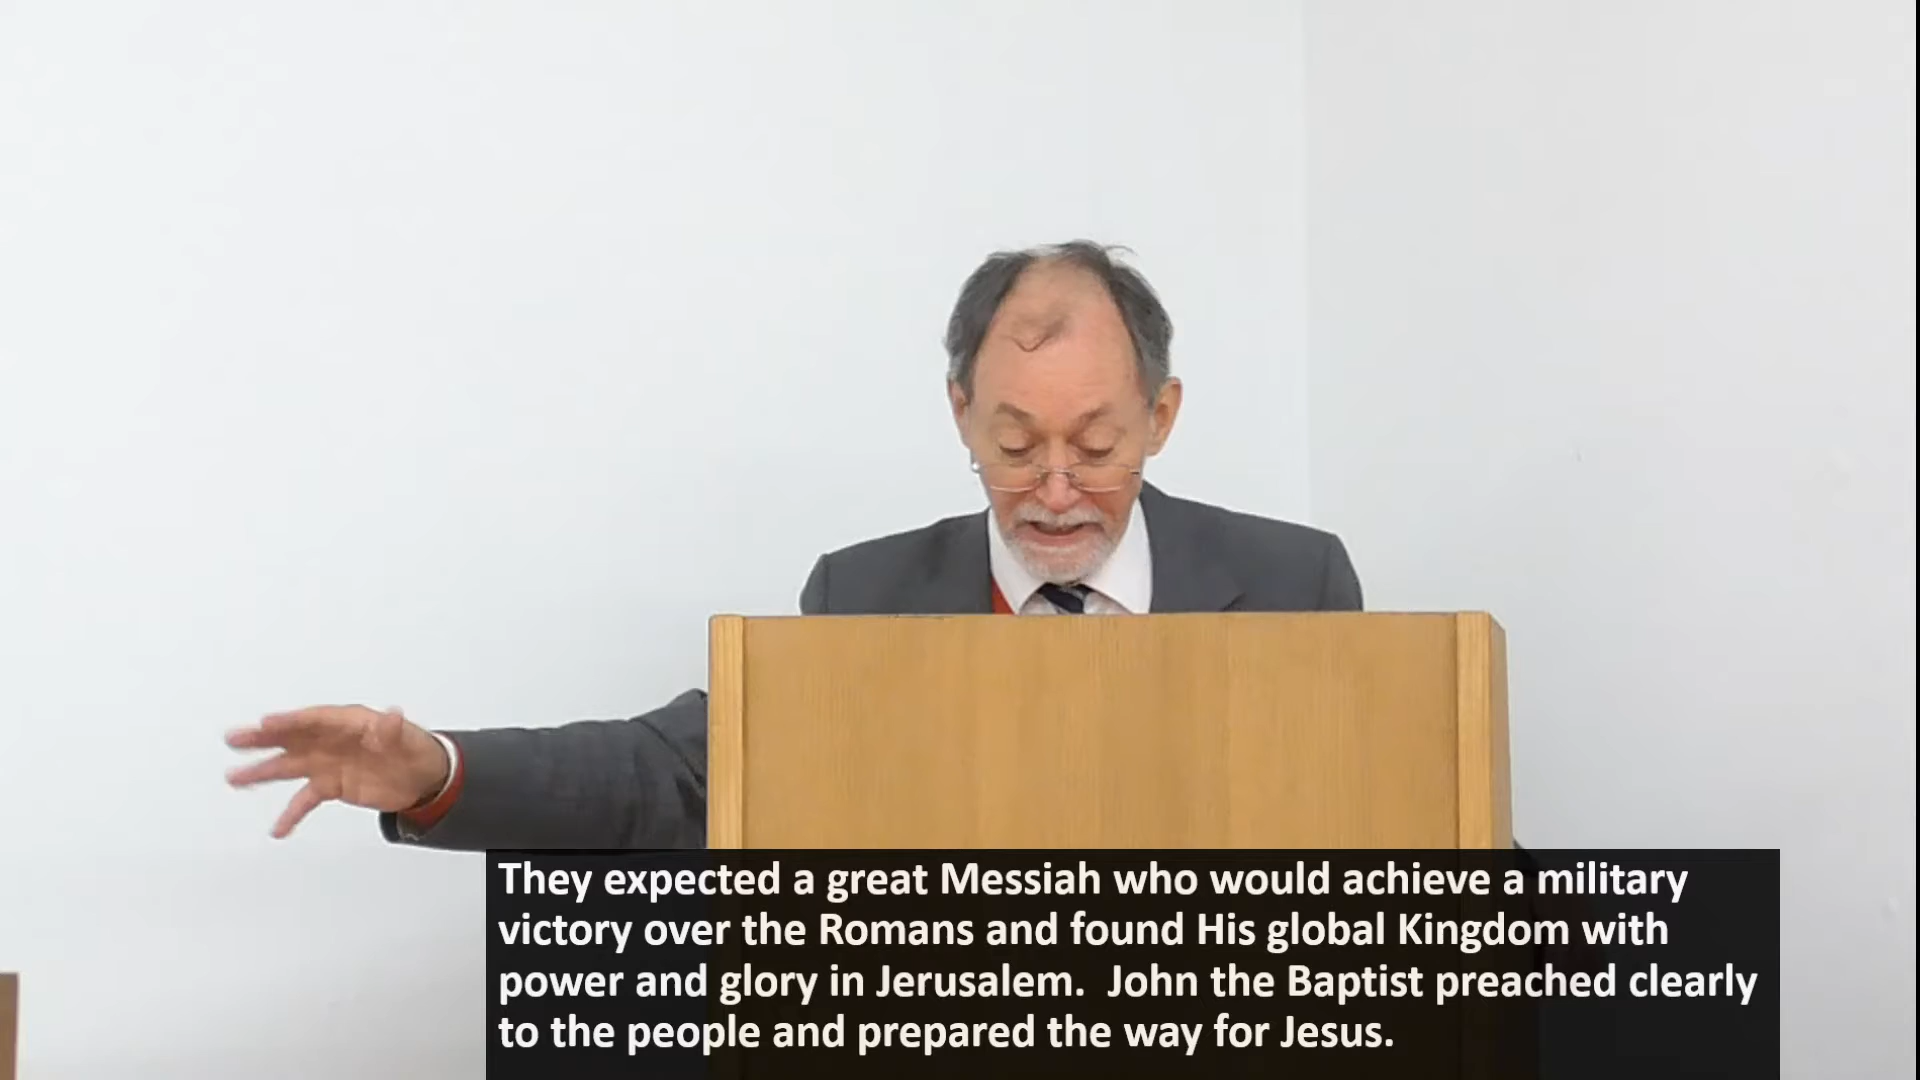 They expected a great Messiah who would achieve a military
victory over the Romans and found His global Kingdom with
power and glory in Jerusalem.  John the Baptist preached clearly
to the people and prepared the way for Jesus.